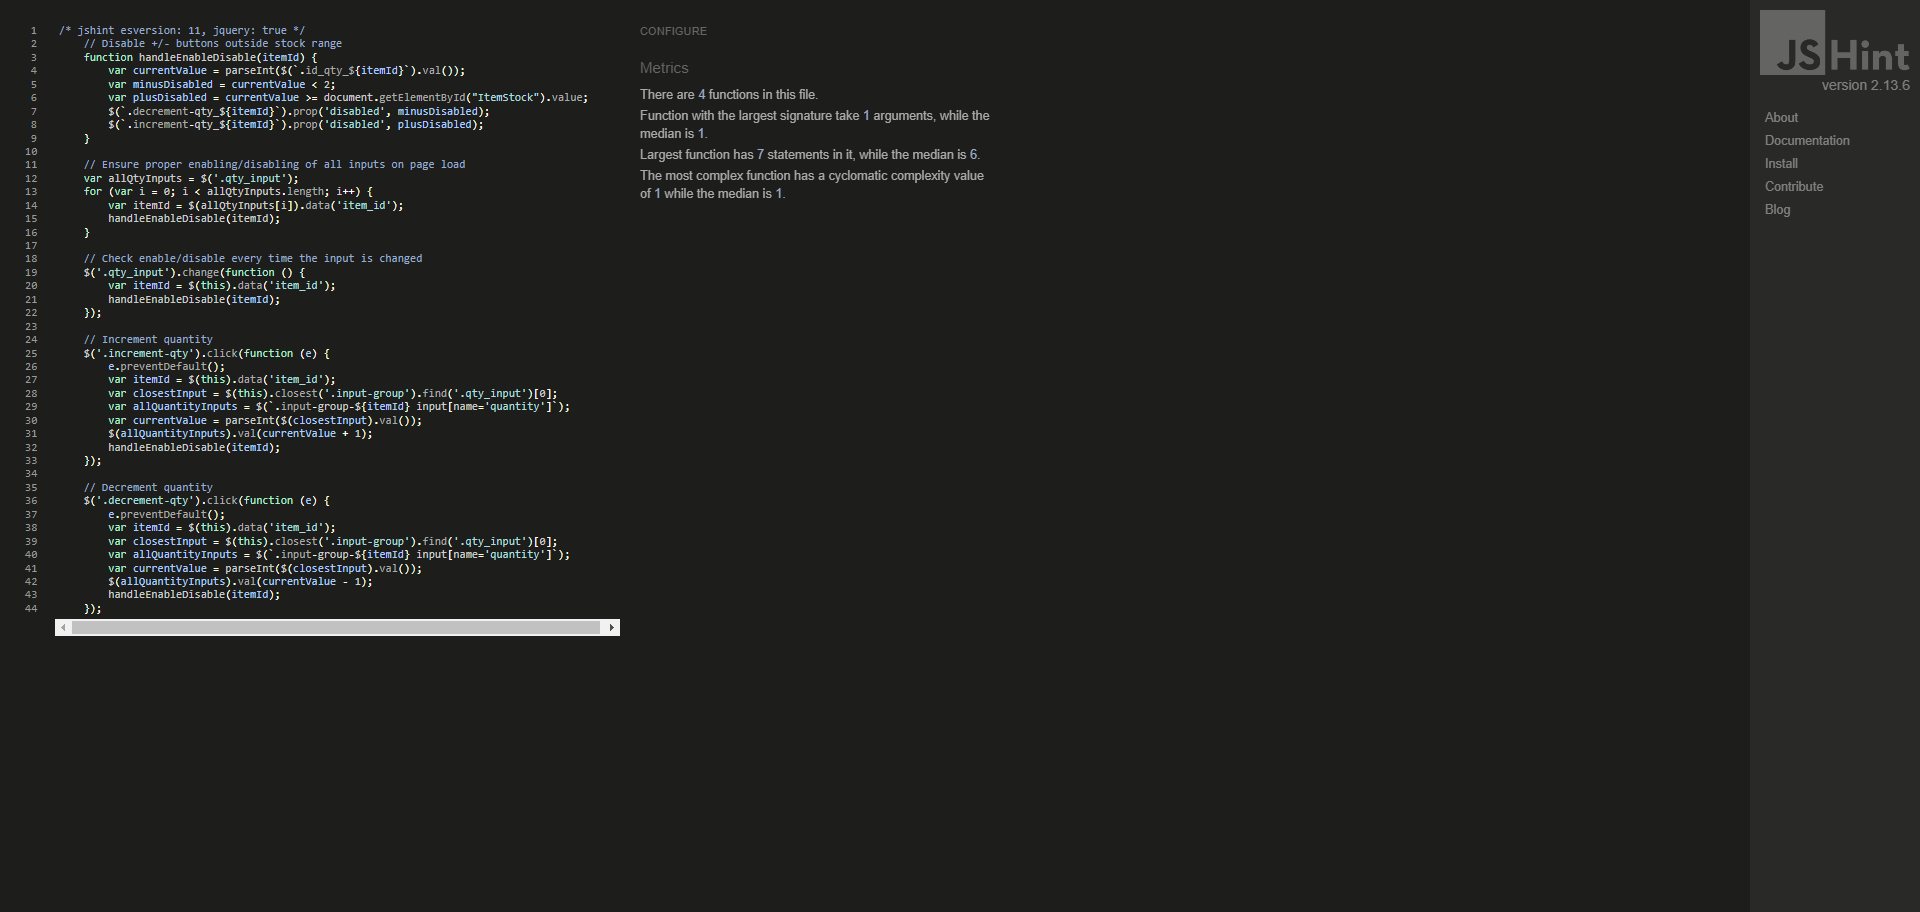 1 /* jshint esversion: 11, jquery: true */
2 // Disable +/- buttons outside stock range
3 function handleEnableDisable(itemId) {
4 var currentValue = parseInt($(`.id_qty_${itemId}`).val());
5 var minusDisabled = currentValue < 2;
6 var plusDisabled = currentValue >= document.getElementById("ItemStock").value;
7 $(`.decrement-qty_${itemId}`).prop('disabled', minusDisabled);
8 $(`.increment-qty_${itemId}`).prop('disabled', plusDisabled);
9 }
10
11 // Ensure proper enabling/disabling of all inputs on page load
12 var allQtyInputs = $('.qty_input');
13 for (var i = 0; i < allQtyInputs.length; i++) {
14 var itemId = $(allQtyInputs[i]).data('item_id');
15 handleEnableDisable(itemId);
16 }
17
18 // Check enable/disable every time the input is changed
19 $('.qty_input').change(function () {
20 var itemId = $(this).data('item_id');
21 handleEnableDisable(itemId);
22 });
23
24 // Increment quantity
25 $('.increment-qty').click(function (e) {
26 e.preventDefault();
27 var itemId = $(this).data('item_id');
28 var closestInput = $(this).closest('.input-group').find('.qty_input')[0];
29 var allQuantityInputs = $(`.input-group-${itemId} input[name='quantity']`);
30 var currentValue = parseInt($(closestInput).val());
31 $(allQuantityInputs).val(currentValue + 1);
32 handleEnableDisable(itemId);
33 });
34
35 // Decrement quantity
36 $('.decrement-qty').click(function (e) {
37 e.preventDefault();
38 var itemId = $(this).data('item_id');
39 var closestInput = $(this).closest('.input-group').find('.qty_input')[0];
40 var allQuantityInputs = $(`.input-group-${itemId} input[name='quantity']`);
41 var currentValue = parseInt($(closestInput).val());
42 $(allQuantityInputs).val(currentValue - 1);
43 handleEnableDisable(itemId);
44 });
CONFIGURE
Metrics
There are 4 functions in this file.
Function with the largest signature take 1 arguments, while the
median is 1.
Largest function has 7 statements in it, while the median is 6.
The most complex function has a cyclomatic complexity value
of 1 while the median is 1.
JSHint
version 2.13.6
About
Documentation
Install
Contribute
Blog